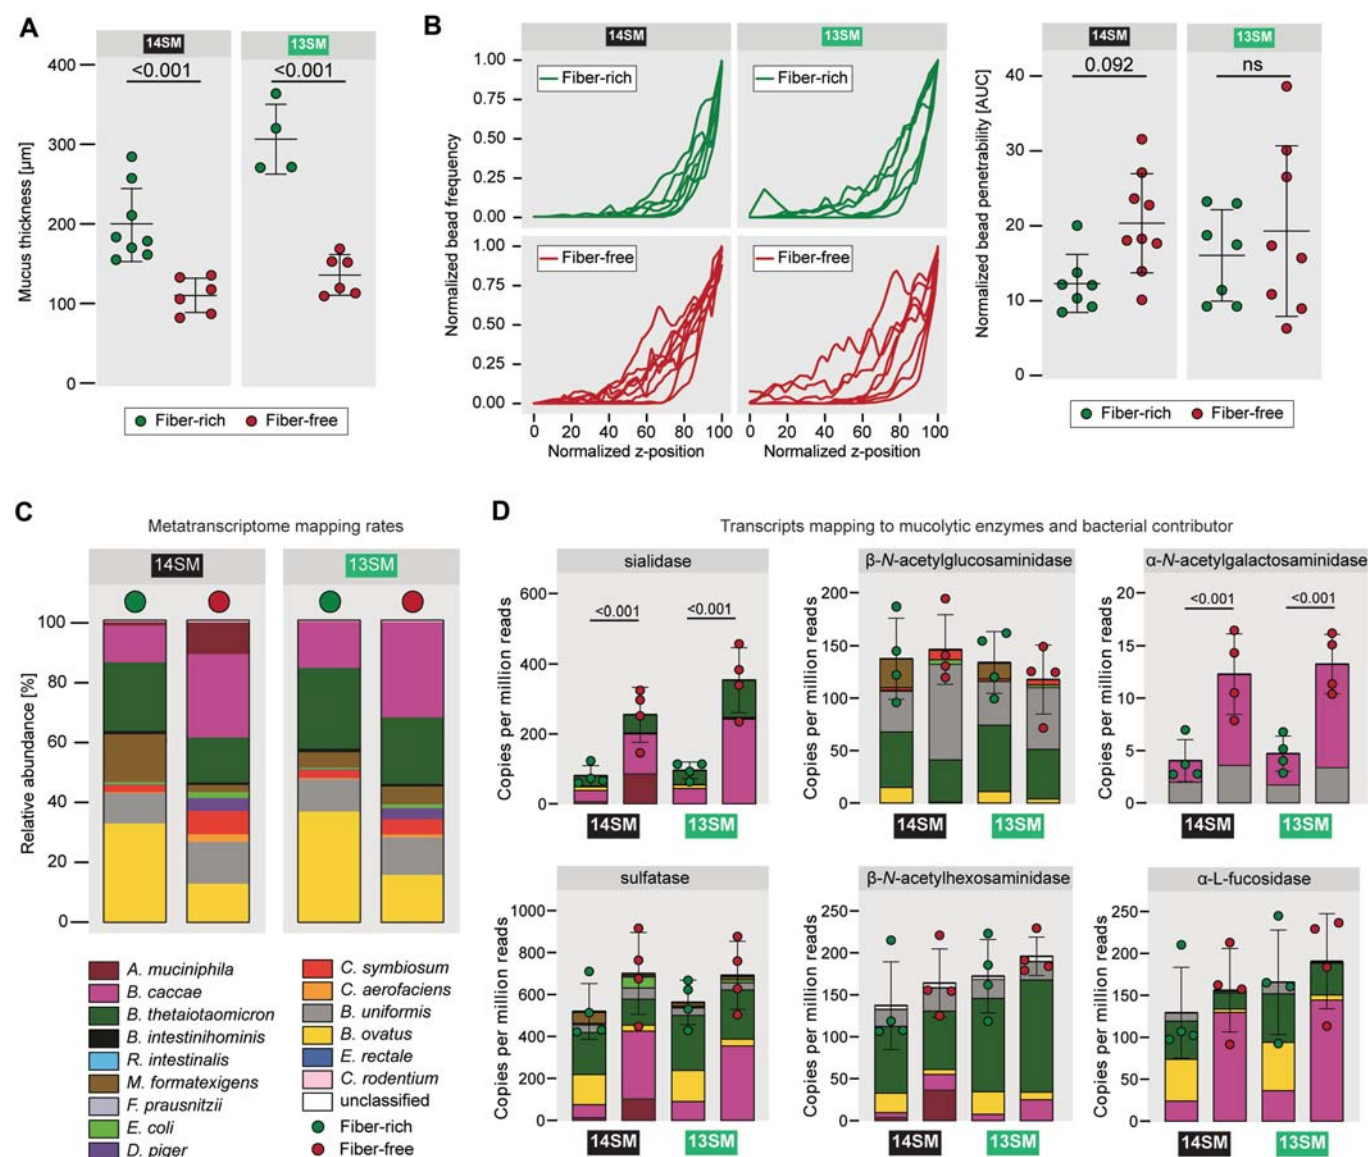 A
14SM
13SM
<0.001
<0.001
Mucus thickness [µm]
400
300
200
100
0
Fiber-rich
Fiber-free
B
14SM
13SM
Fiber-rich
Fiber-rich
Fiber-free
Fiber-free
Normalized bead frequency
1.00
0.75
0.50
0.25
0.00
1.00
0.75
0.50
0.25
0.00
0 20 40 60 80 100
0 20 40 60 80 100
Normalized z-position
Normalized z-position
14SM
13SM
0.092
ns
Normalized bead penetrability [AUC]
40
30
20
10
0
Fiber-rich
Fiber-free
C
Metatranscriptome mapping rates
14SM
13SM
Relative abundance [%]
100
80
60
40
20
0
A. muciniphila
B. caccae
B. thetaiotaomicron
B. intestinihominis
R. intestinalis
M. formatexigens
F. prausnitzii
E. coli
D. piger
C. symbiosum
C. aerofaciens
B. uniformis
B. ovatus
E. rectale
C. rodentium
unclassified
Fiber-rich
Fiber-free
D
Transcripts mapping to mucolytic enzymes and bacterial contributor
sialidase
Copies per million reads
600
400
200
0
<0.001
<0.001
14SM
13SM
β-N-acetylglucosaminidase
Copies per million reads
200
150
100
50
0
14SM
13SM
α-N-acetylgalactosaminidase
Copies per million reads
20
15
10
5
0
<0.001
<0.001
14SM
13SM
sulfatase
Copies per million reads
1000
800
600
400
200
0
14SM
13SM
β-N-acetylhexosaminidase
Copies per million reads
250
200
150
100
50
0
14SM
13SM
α-L-fucosidase
Copies per million reads
250
200
150
100
50
0
14SM
13SM